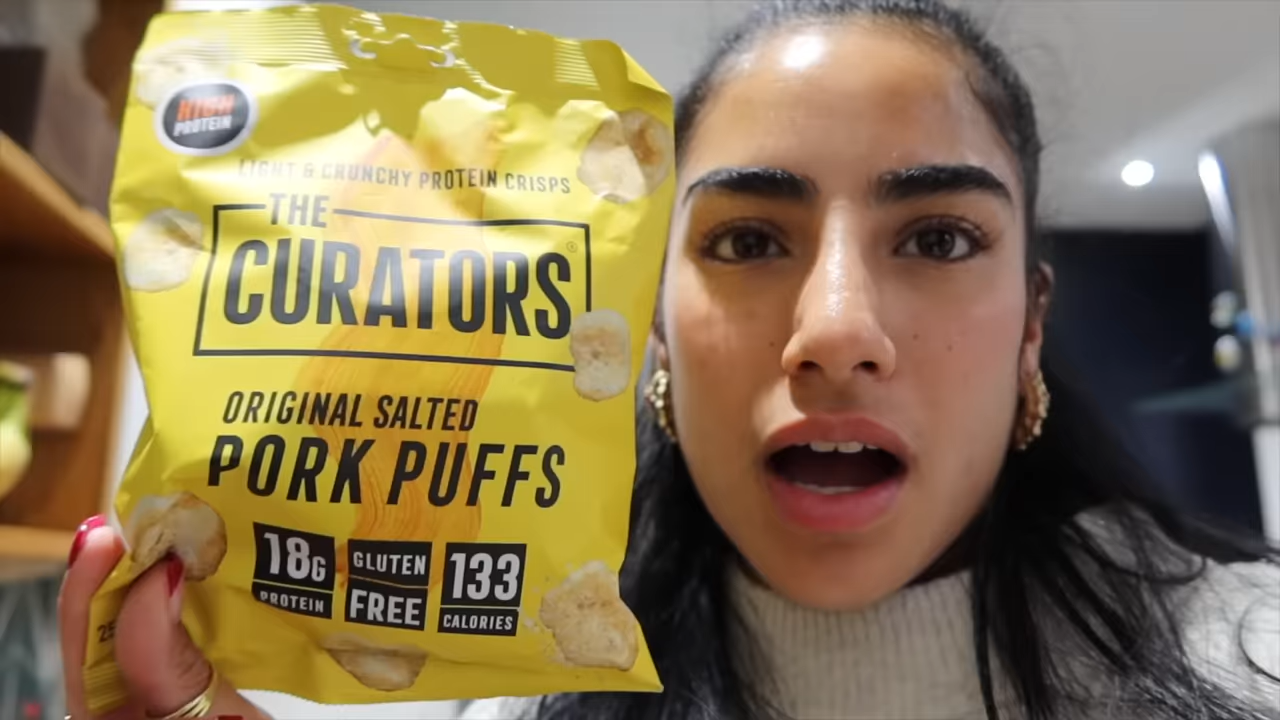 HIGH
PROTEIN
LIGHT & CRUNCHY PROTEIN CRISPS
THE
CURATORS®
ORIGINAL SALTED
PORK PUFFS
18G
PROTEIN
GLUTEN
FREE
133
CALORIES